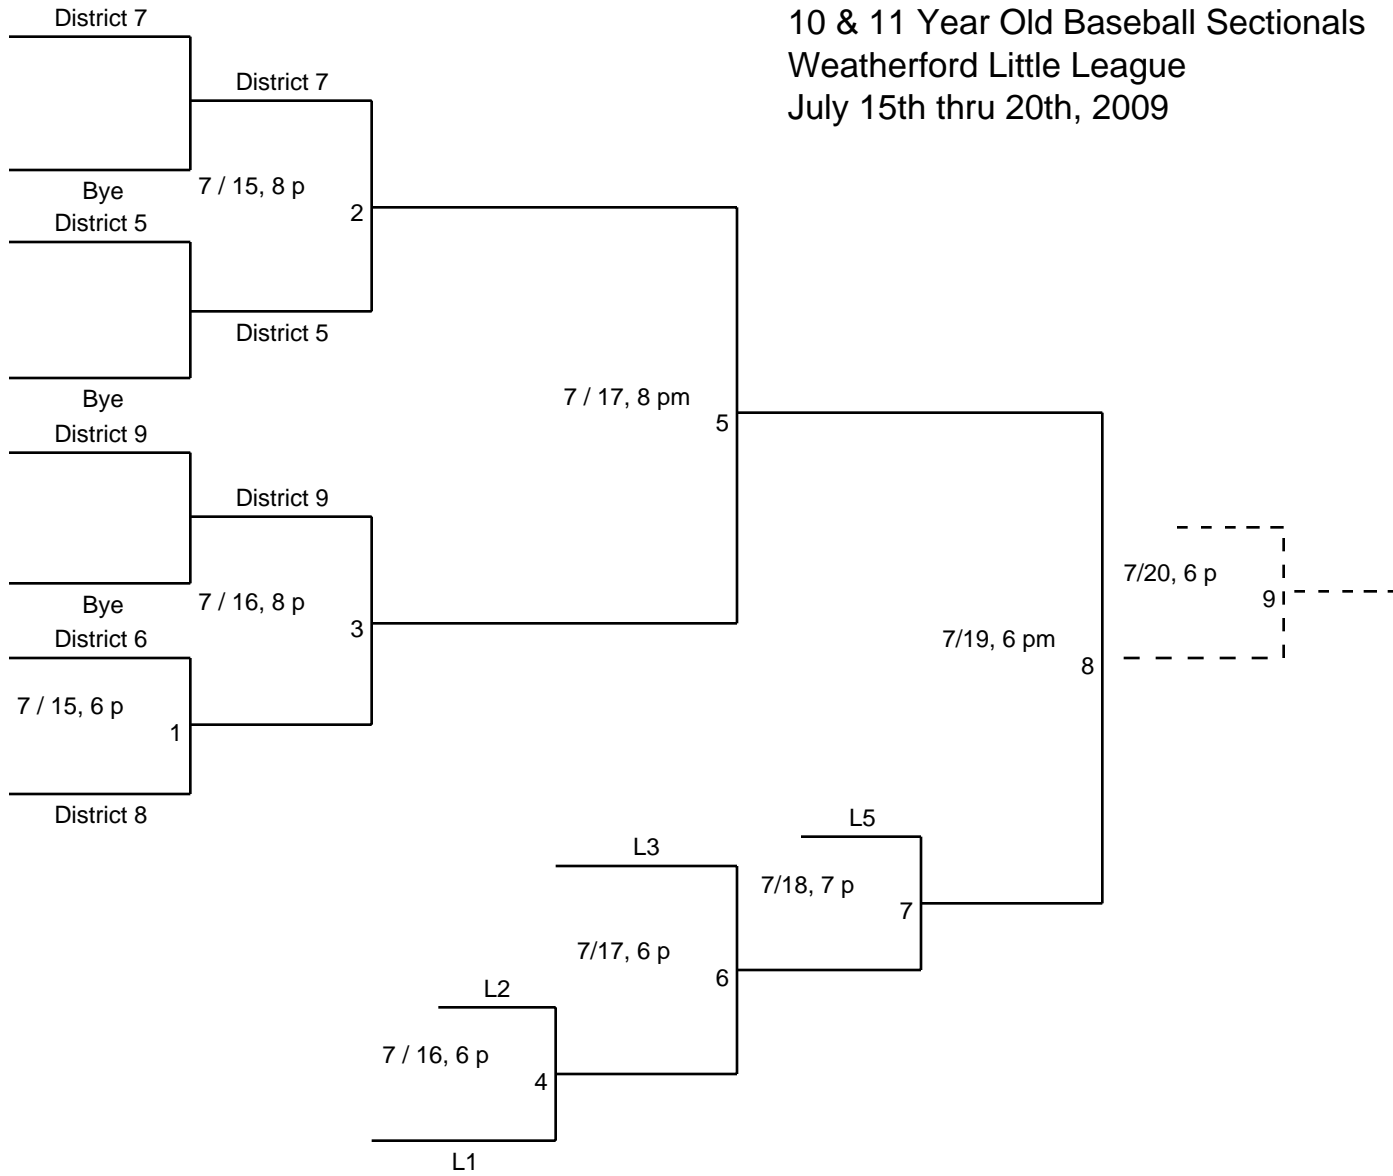 District 7
10 & 11 Year Old Baseball Sectionals
Weatherford Little League
July 15th thru 20th, 2009
District 7
7 / 15, 8 p
Bye
2
District 5
District 5
7 / 17, 8 pm
Bye
5
District 9
District 9
7/20, 6 p
9
7 / 16, 8 p
Bye
3
District 6
7/19, 6 pm
8
7 / 15, 6 p
1
District 8
L5
L3
7/18, 7 p
7
7/17, 6 p
6
L2
7 / 16, 6 p
4
L1